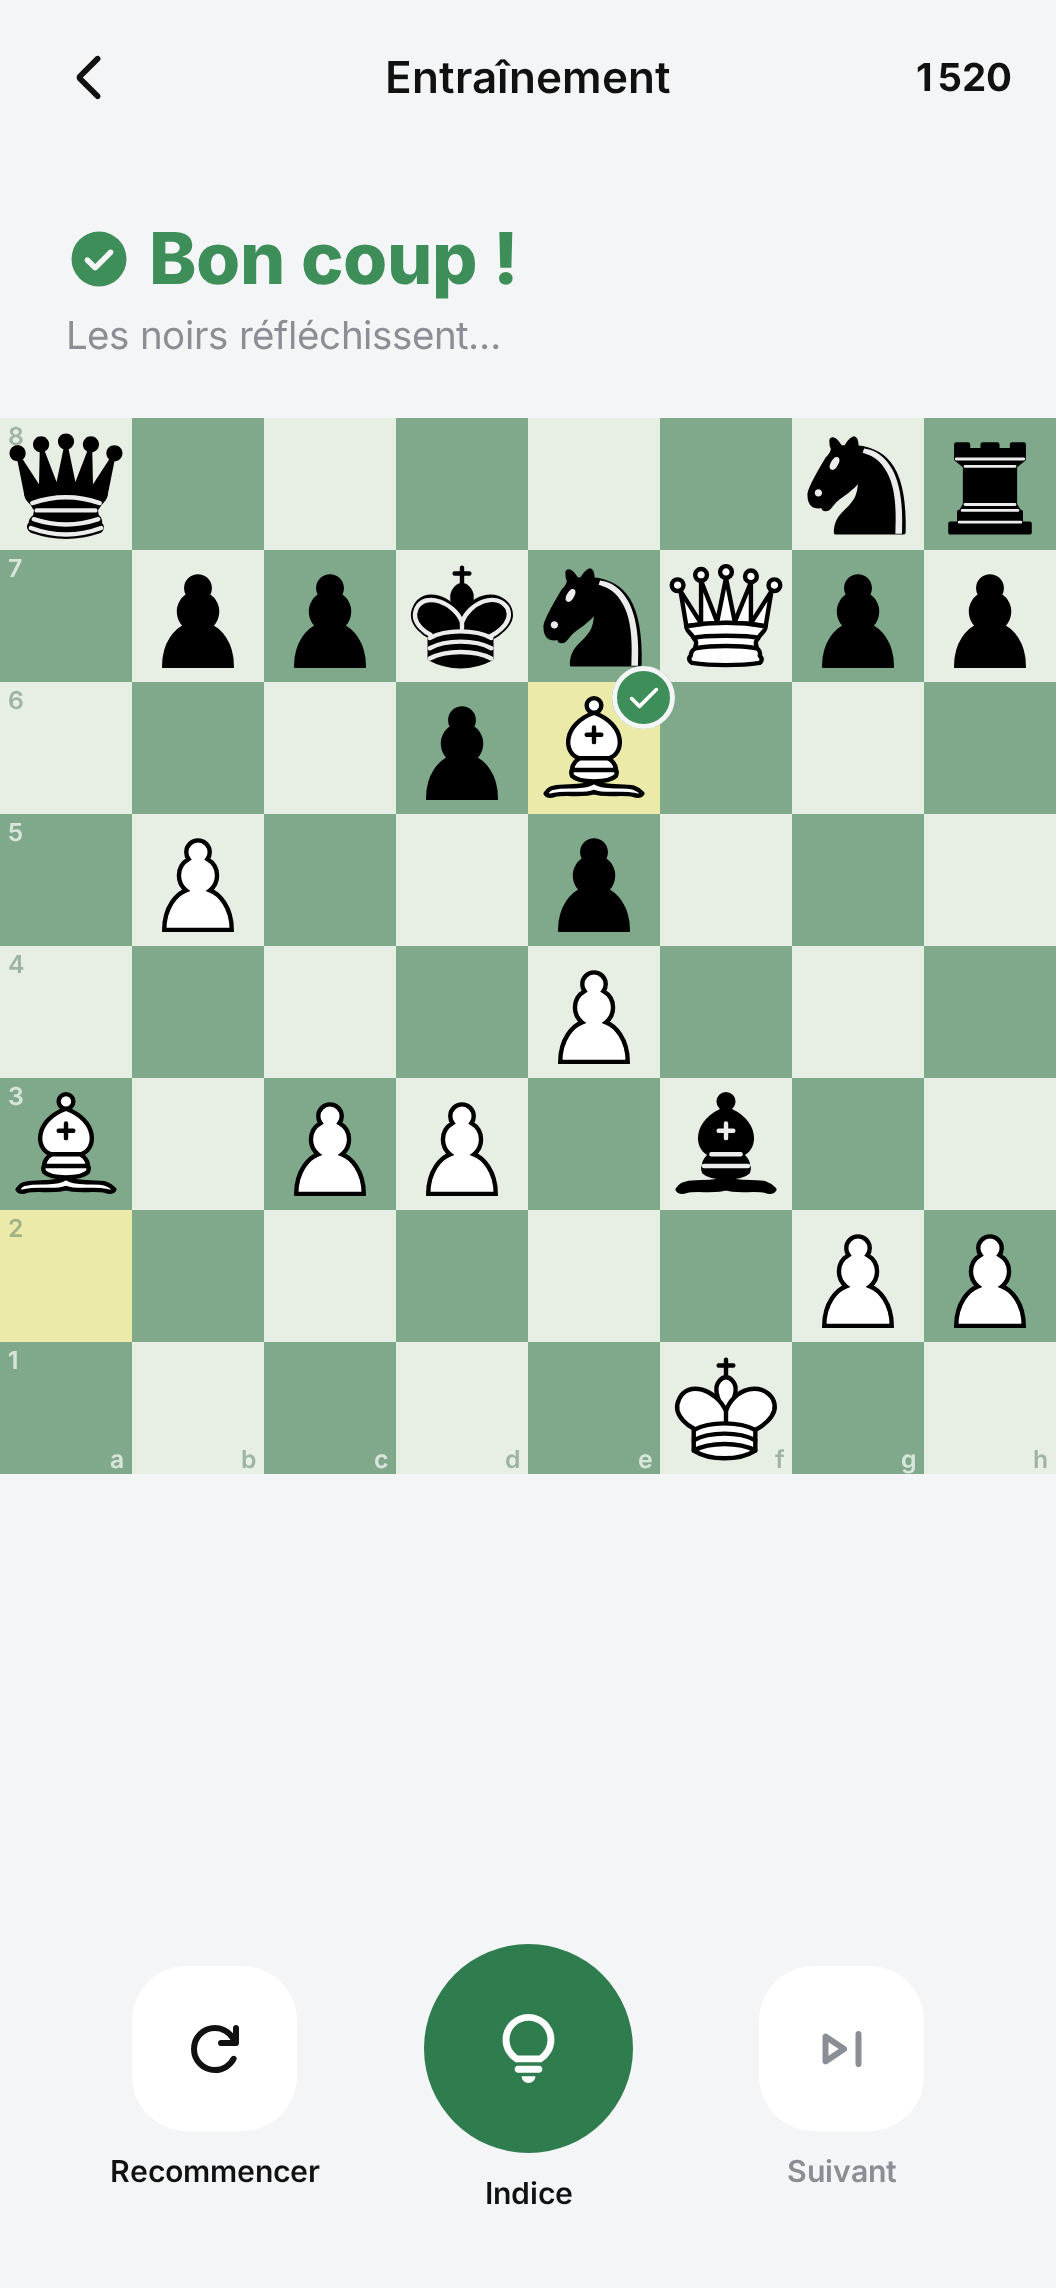 Entraînement
1520
Bon coup !
Les noirs réfléchissent...
8
7
6
5
4
3
2
1
a b c d e f g h
Recommencer
Indice
Suivant